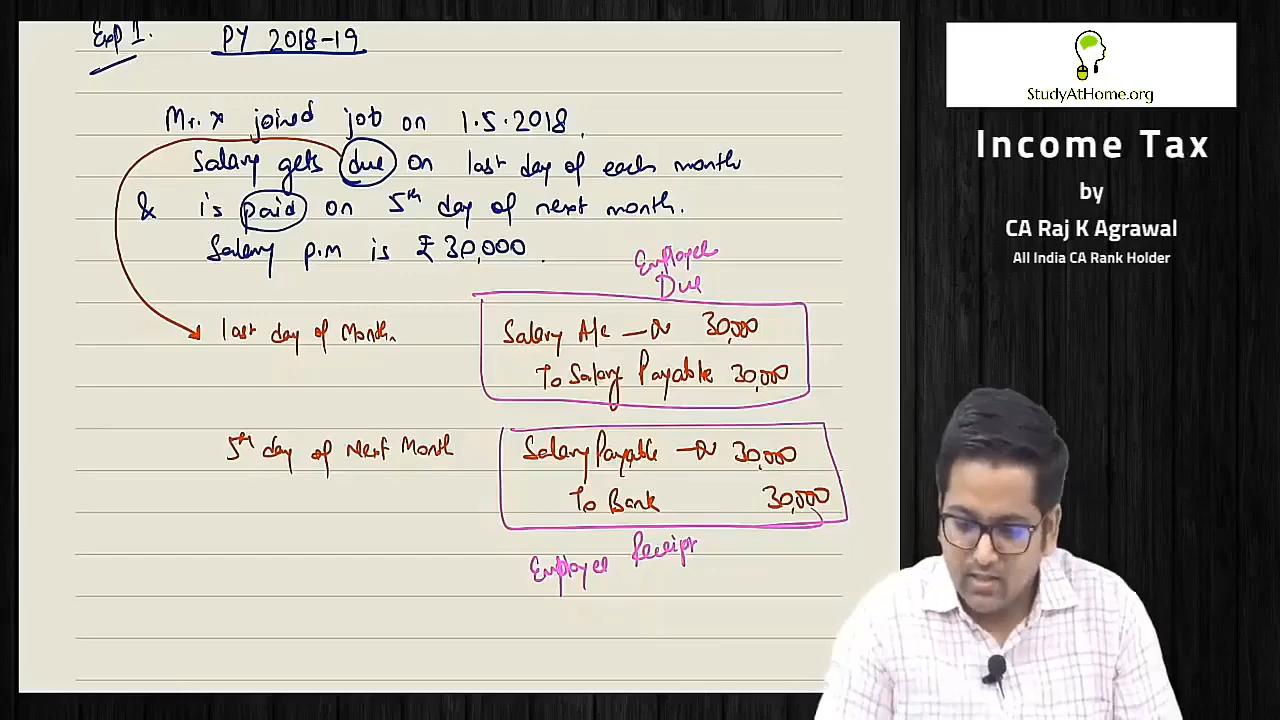 Exp 1. PY 2018-19
Mr. X joined job on 1.5.2018.
Salary gets due on last day of each month
& is paid on 5th day of next month.
Salary p.m is ₹ 30,000.
Employee
Due
last day of Month.
Salary A/c — Dr 30,000
To Salary Payable 30,000
5th day of Next Month
Salary Payable — Dr 30,000
To Bank 30,000
Employee Receipt
StudyAtHome.org
Income Tax
by
CA Raj K Agrawal
All India CA Rank Holder